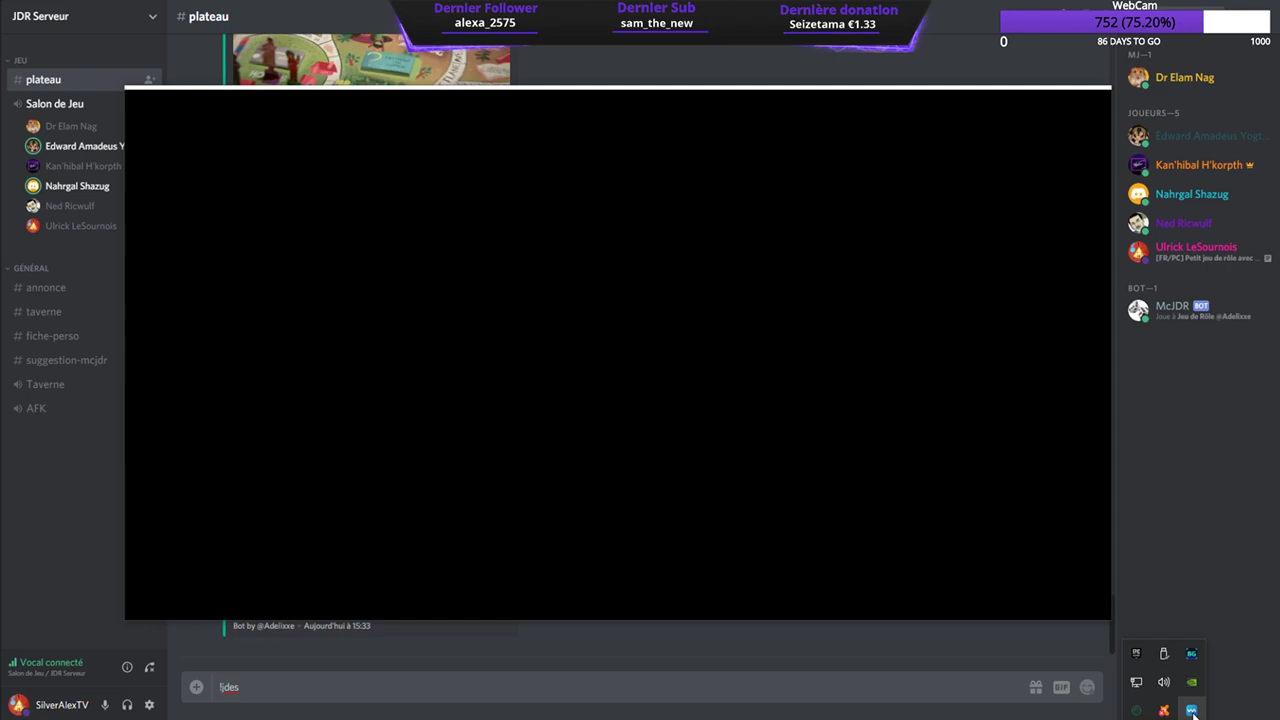 JDR Serveur
# plateau
Dernier Follower
alexa_2575
Dernier Sub
sam_the_new
Dernière donation
Seizetama €1.33
WebCam
752 (75.20%)
0
86 DAYS TO GO
1000
JEU
# plateau
Salon de Jeu
Dr Elam Nag
Edward Amadeus Y
Kan'hibal H'korpth
Nahrgal Shazug
Ned Ricwulf
Ulrick LeSournois
GÉNÉRAL
# annonce
# taverne
# fiche-perso
# suggestion-mcjdr
Taverne
AFK
MJ—1
Dr Elam Nag
JOUEURS—5
Edward Amadeus Yogt...
Kan'hibal H'korpth
Nahrgal Shazug
Ned Ricwulf
Ulrick LeSournois
[FR/PC] Petit jeu de rôle avec ...
BOT—1
McJDR BOT
Joue à Jeu de Rôle @Adelixxe
Bot by @Adelixxe • Aujourd'hui à 15:33
Vocal connecté
Salon de Jeu / JDR Serveur
SilverAlexTV
!jdes
GIF